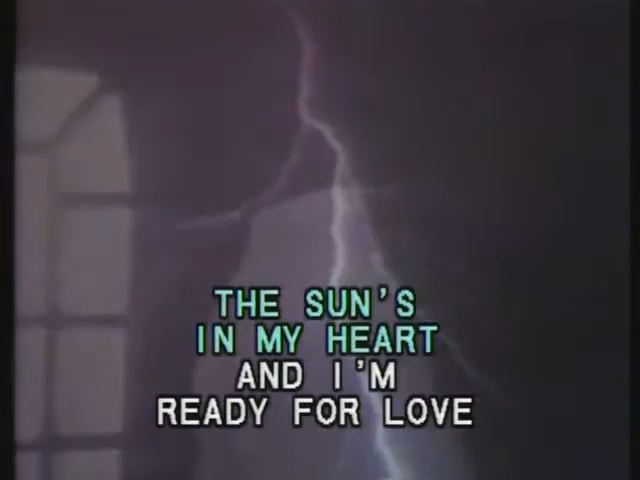 THE SUN'S
IN MY HEART
AND I'M
READY FOR LOVE